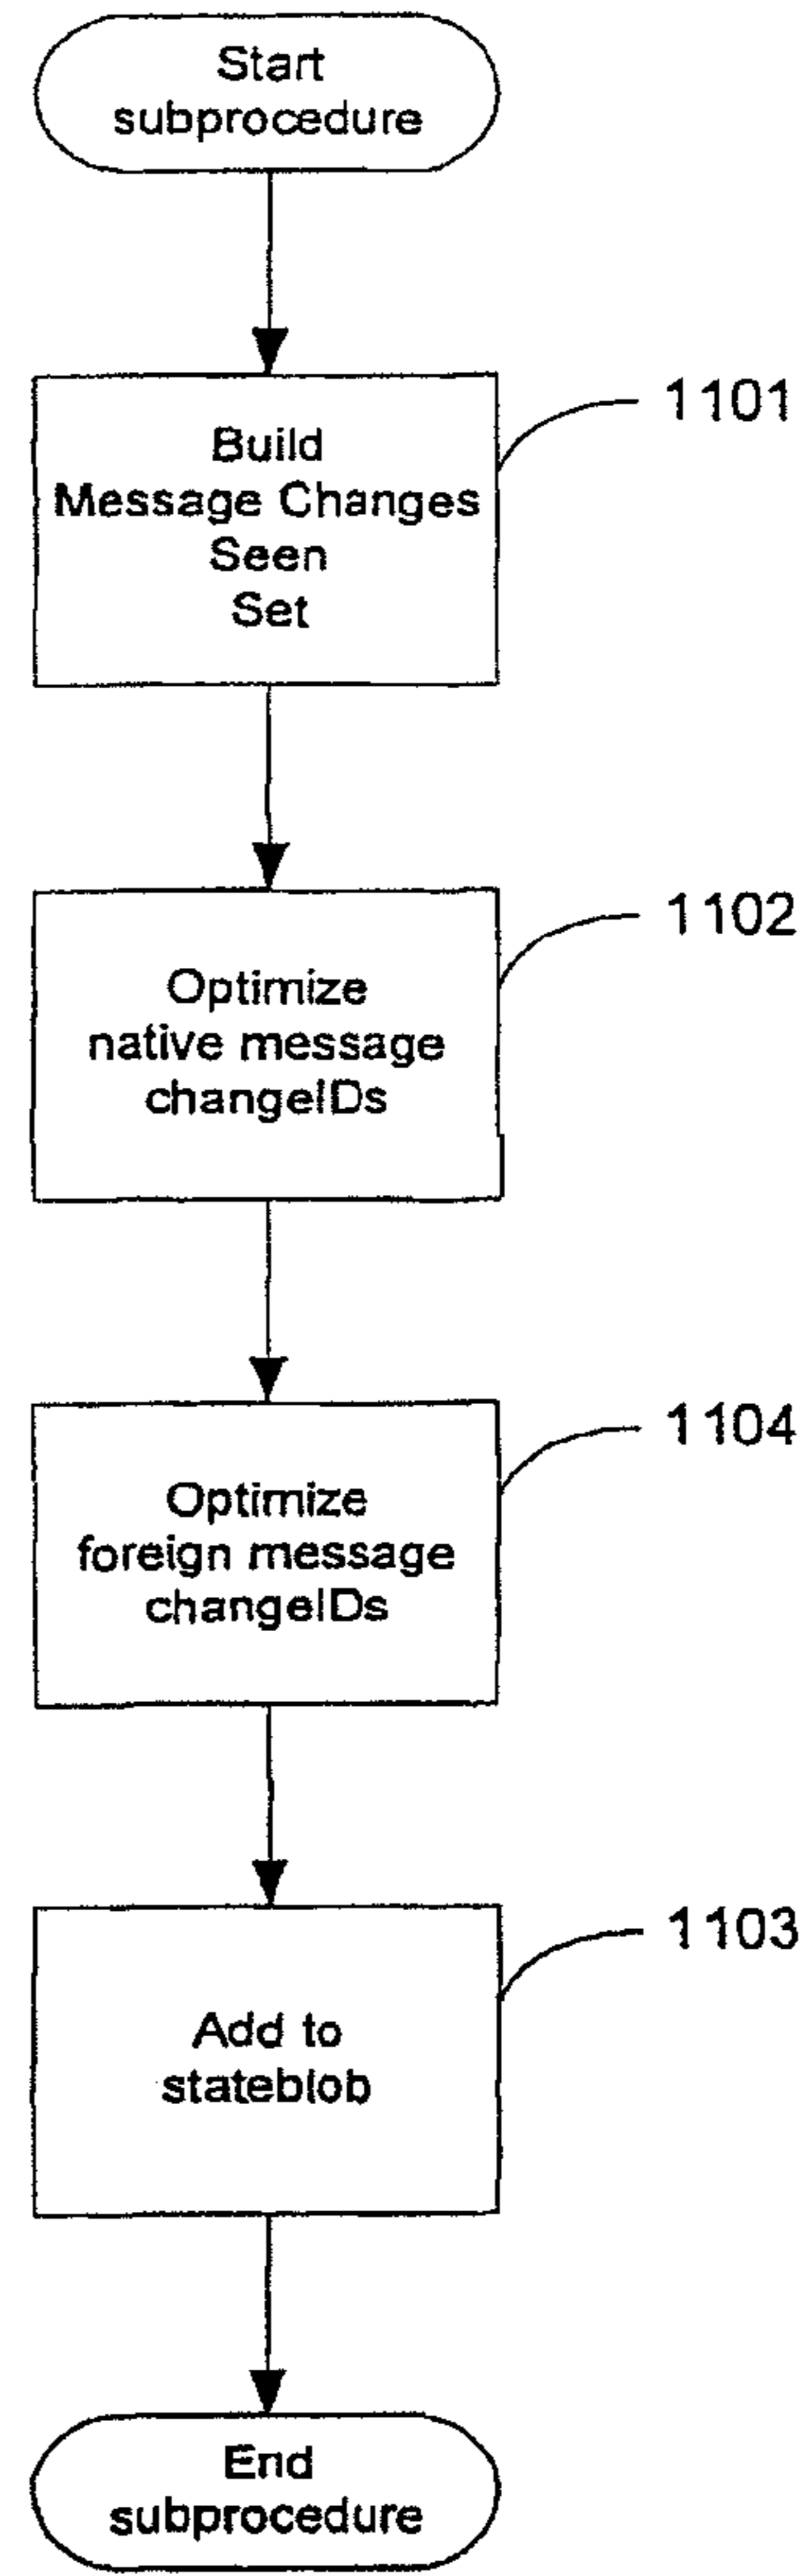 Start
subprocedure
1101
Build
Message Changes
Seen
Set
1102
Optimize
native message
changeIDs
1104
Optimize
foreign message
changeIDs
1103
Add to
stateblob
End
subprocedure